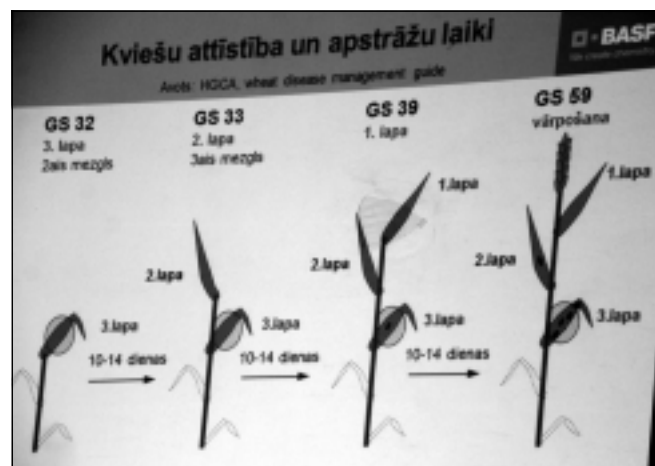 Kviešu attīstība un apstrāžu laiki
BASF
Avots: HGCA, wheat disease management guide
GS 32
3. lapa
2ais mezgls
GS 33
2. lapa
3ais mezgls
GS 39
1. lapa
GS 59
vārpošana
1.lapa
1.lapa
2.lapa
2.lapa
2.lapa
3.lapa
3.lapa
3.lapa
3.lapa
10-14 dienas
10-14 dienas
10-14 dienas